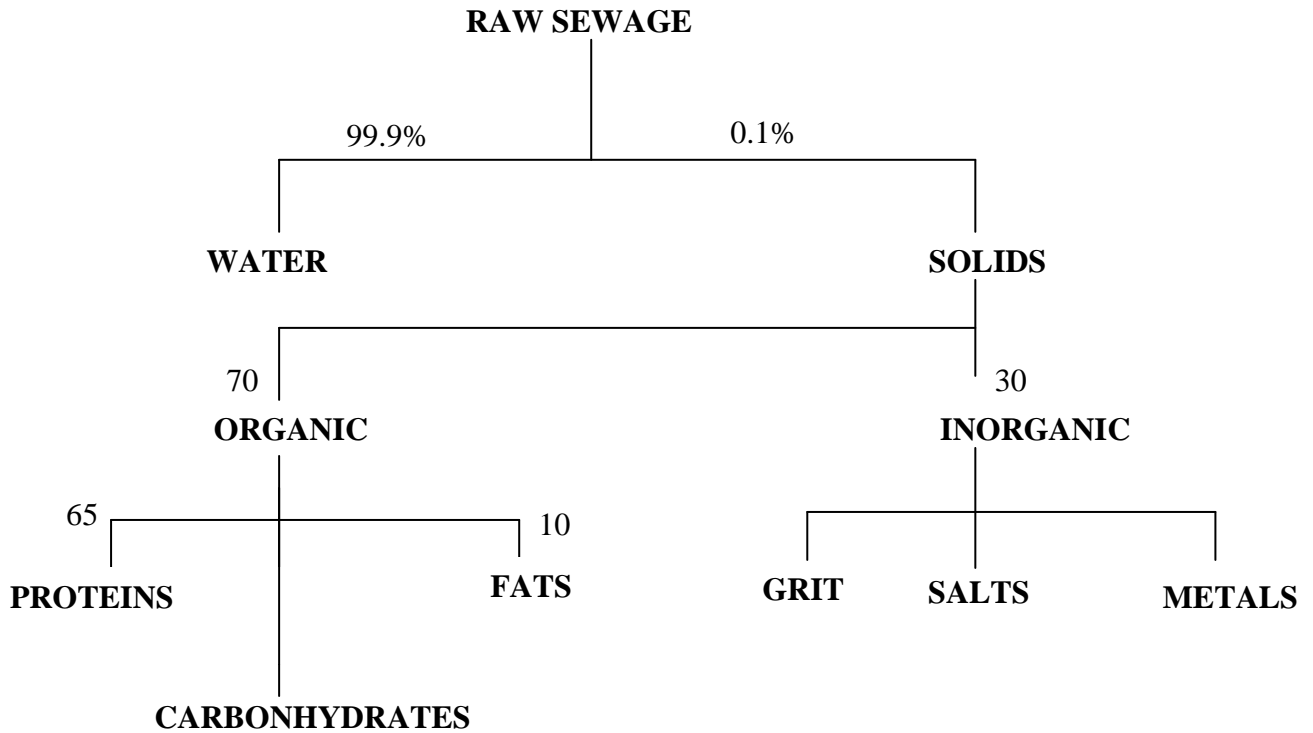 RAW SEWAGE
99.9%
0.1%
WATER
SOLIDS
70
30
ORGANIC
INORGANIC
65
10
PROTEINS
FATS
GRIT
SALTS
METALS
CARBONHYDRATES